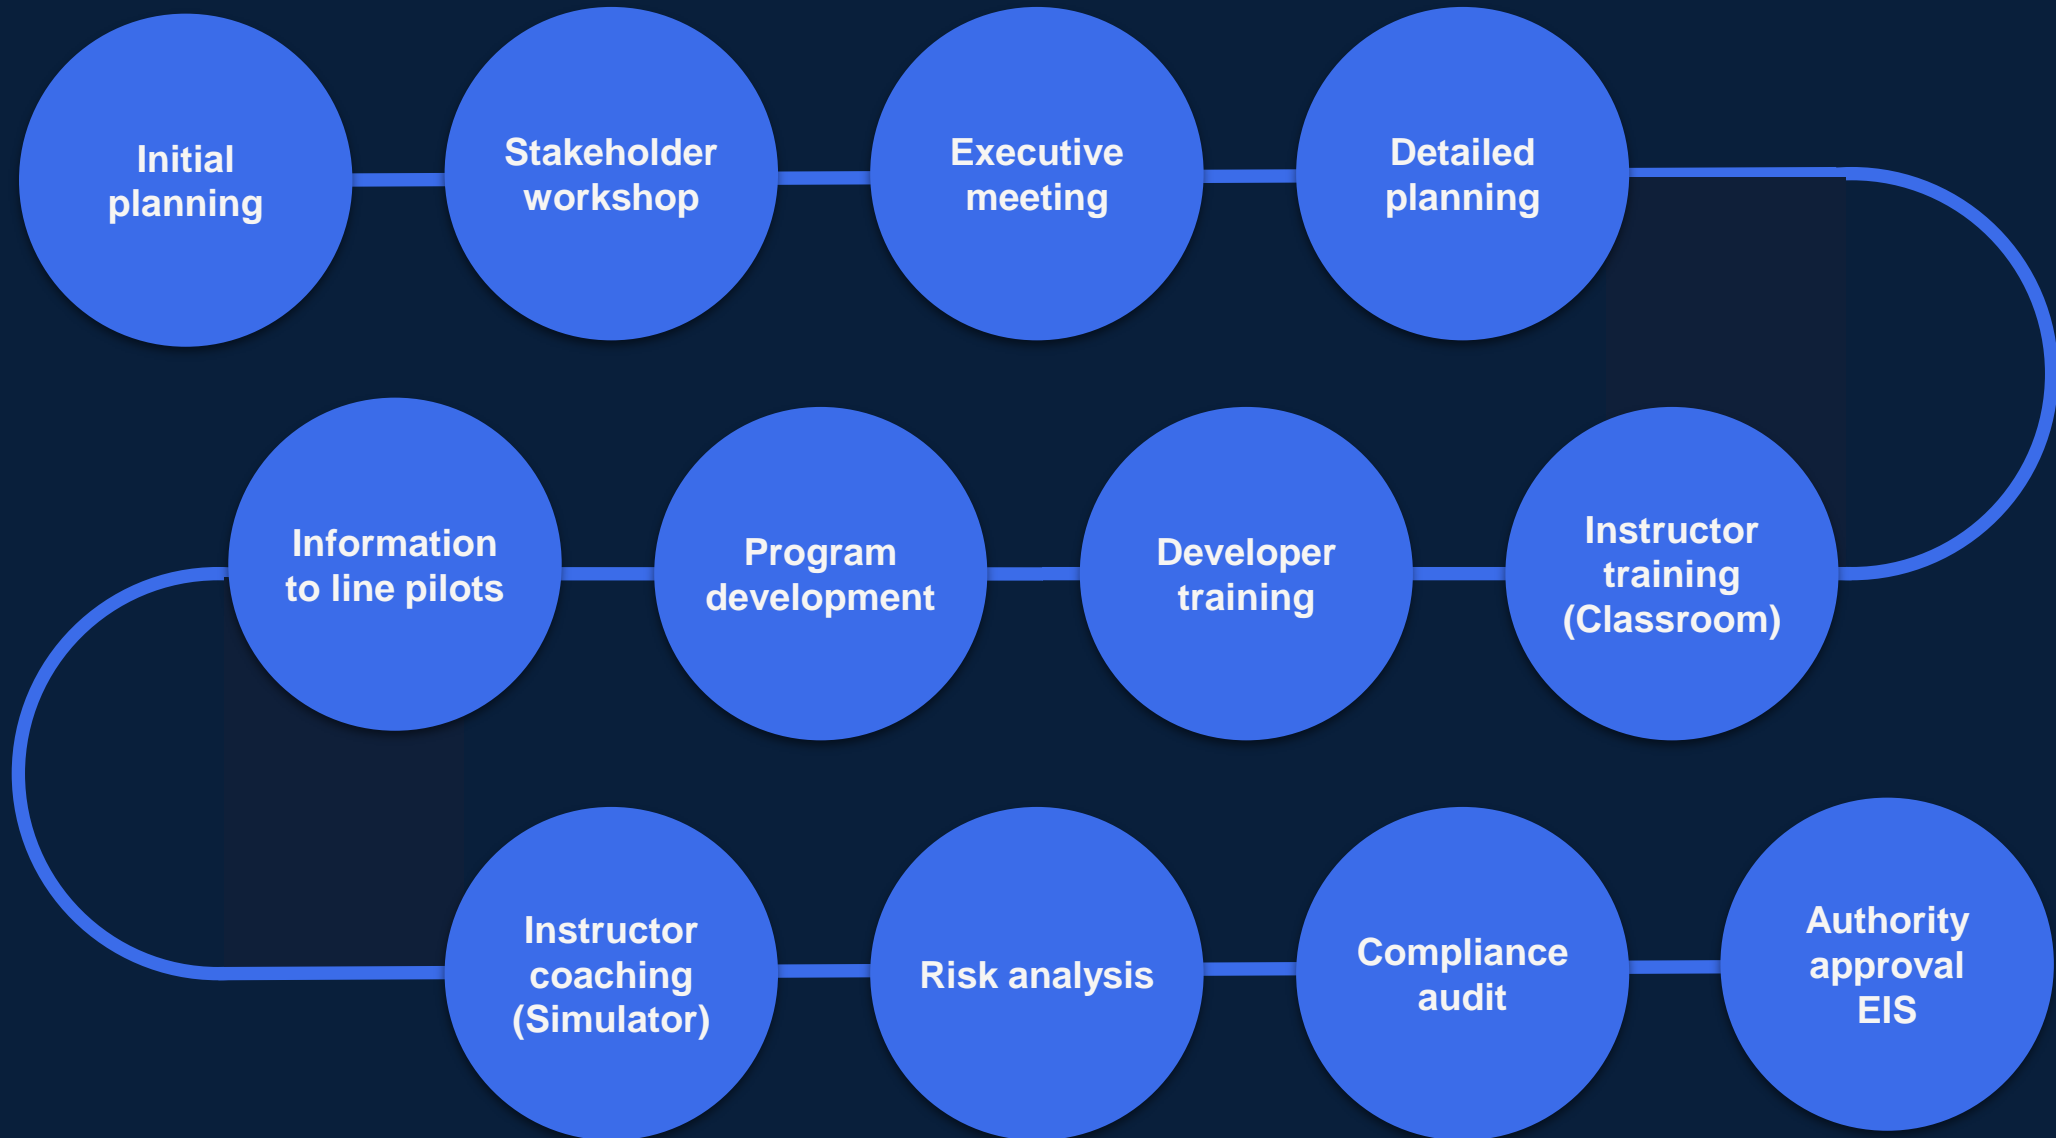 Initial
planning
Stakeholder
workshop
Executive
meeting
Detailed
planning
Information
to line pilots
Program
development
Developer
training
Instructor
training
(Classroom)
Instructor
coaching
(Simulator)
Risk analysis
Compliance
audit
Authority
approval
EIS